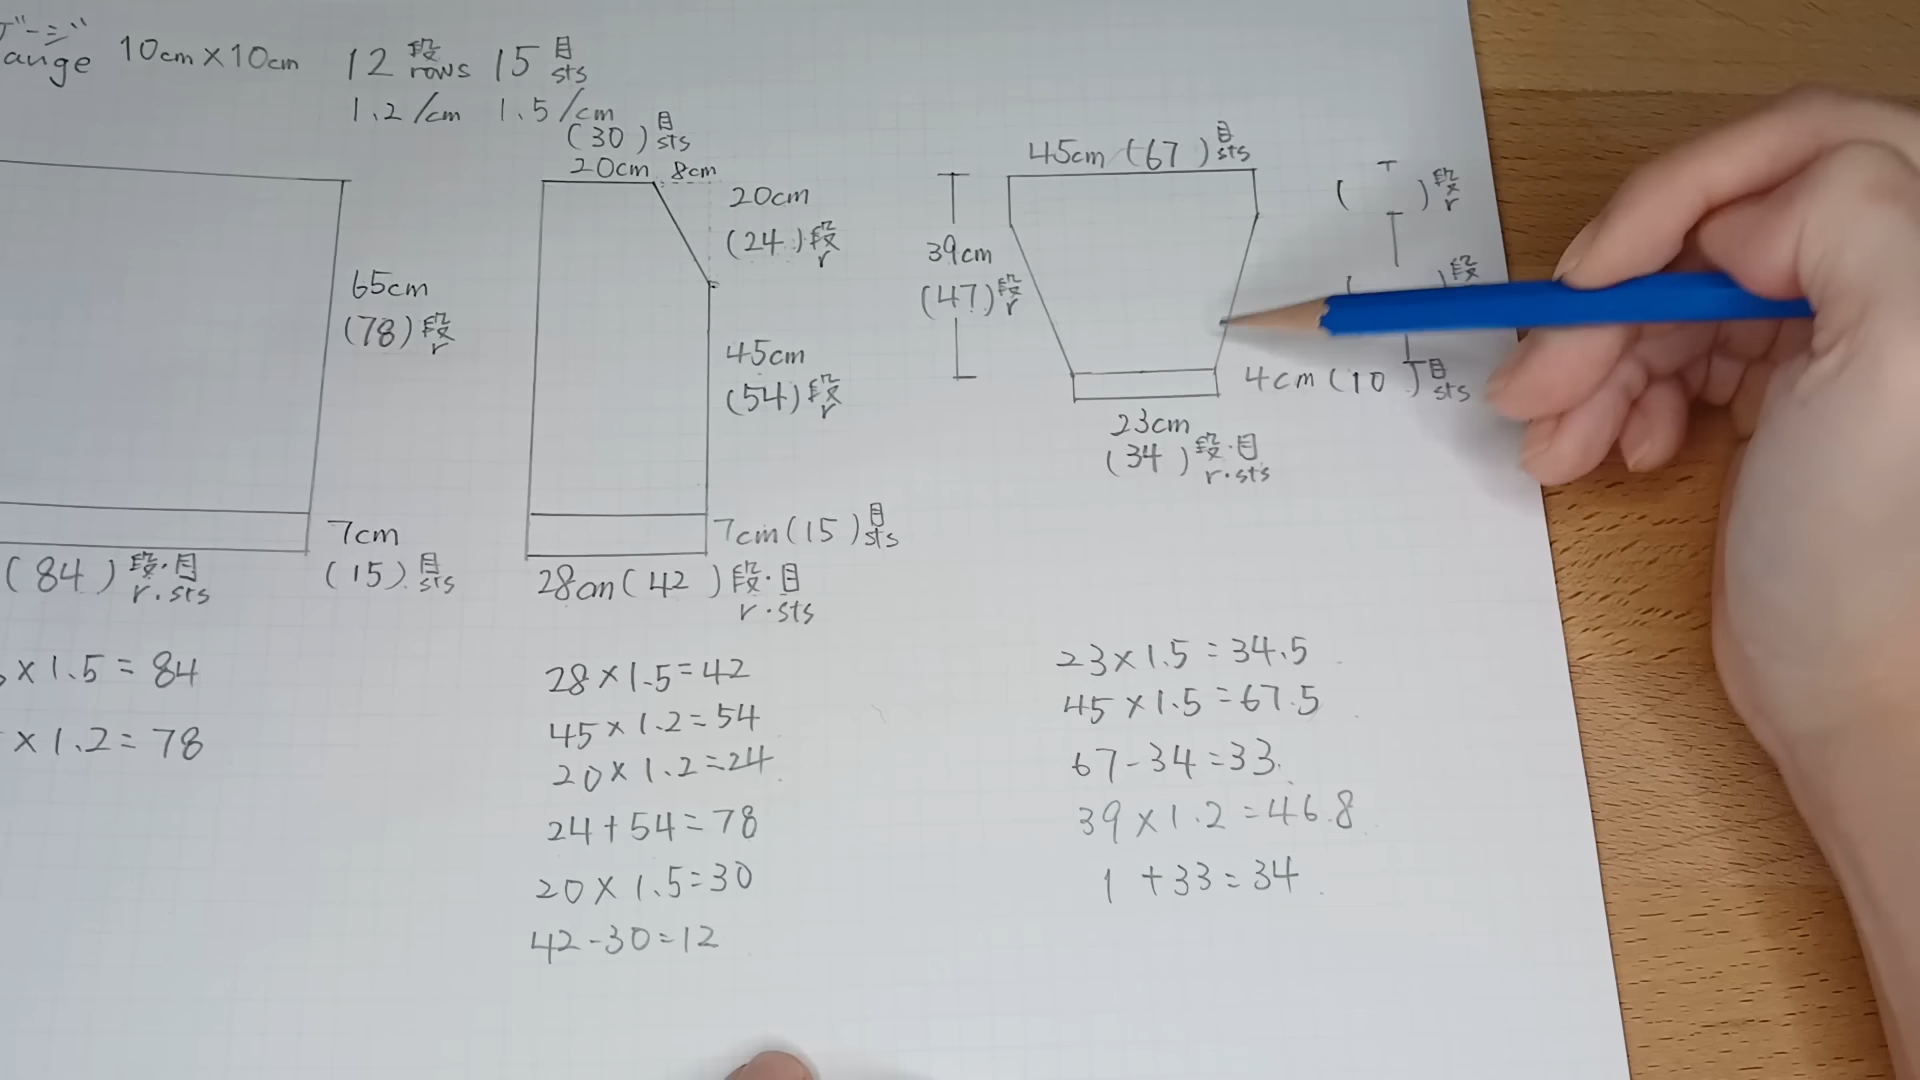 ゲージ
ange 10cm×10cm 12段 rows 15目 sts
1.2/cm 1.5/cm
65cm
(78)段 r
7cm
(15)目 sts
(84)段・目 r・sts
×1.5=84
×1.2=78
(30)目 sts
20cm 8cm
20cm
(24)段 r
45cm
(54)段 r
7cm(15)目 sts
28cm(42)段・目 r・sts
28×1.5=42
45×1.2=54
20×1.2=24
24+54=78
20×1.5=30
42-30=12
45cm(67)目 sts
39cm
(47)段 r
( )段 r
( )段
4cm(10)目 sts
23cm
(34)段・目 r・sts
23×1.5=34.5
45×1.5=67.5
67-34=33
39×1.2=46.8
1+33=34